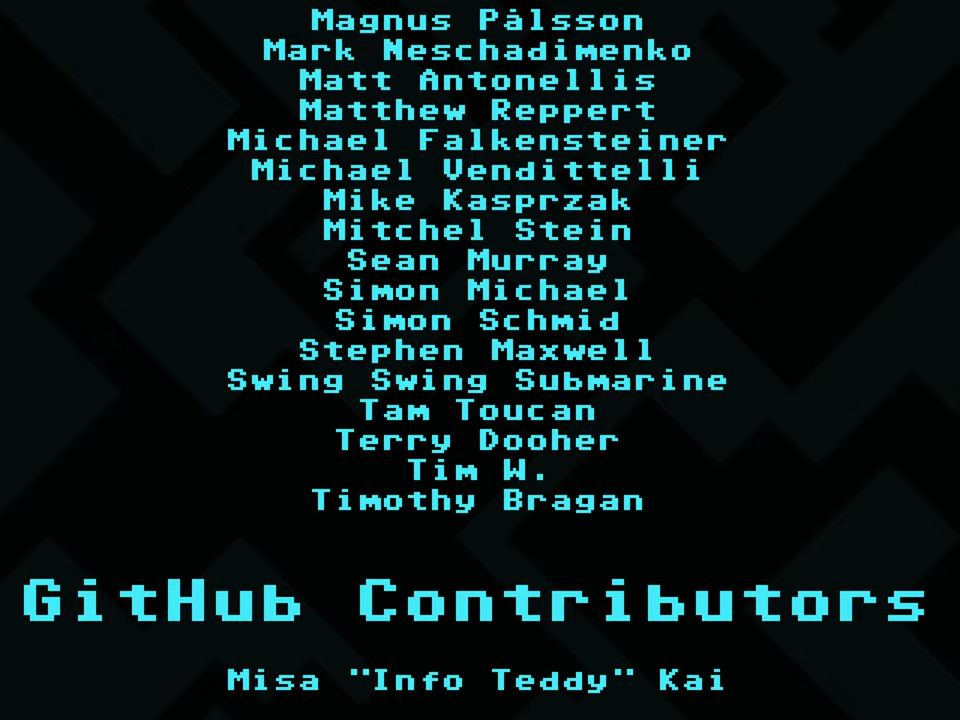 Magnus Pålsson
Mark Neschadimenko
Matt Antonellis
Matthew Reppert
Michael Falkensteiner
Michael Vendittelli
Mike Kasprzak
Mitchel Stein
Sean Murray
Simon Michael
Simon Schmid
Stephen Maxwell
Swing Swing Submarine
Tam Toucan
Terry Dooher
Tim W.
Timothy Bragan
GitHub Contributors
Misa "Info Teddy" Kai